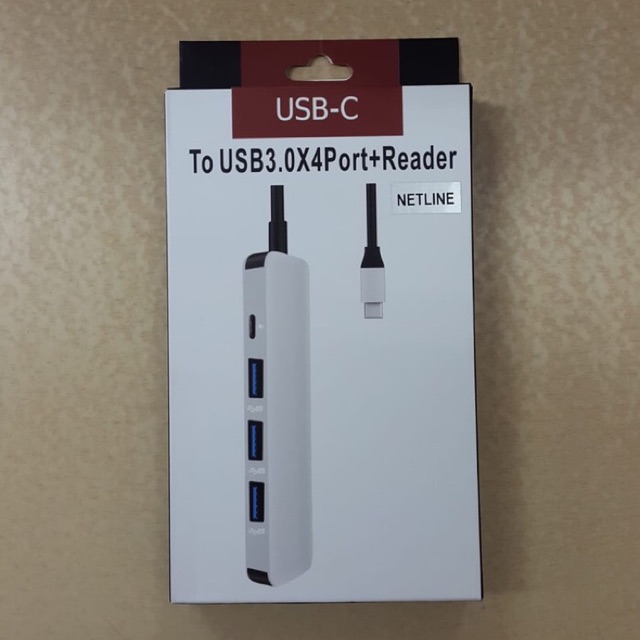 USB-C
To USB3.0X4Port+Reader
NETLINE